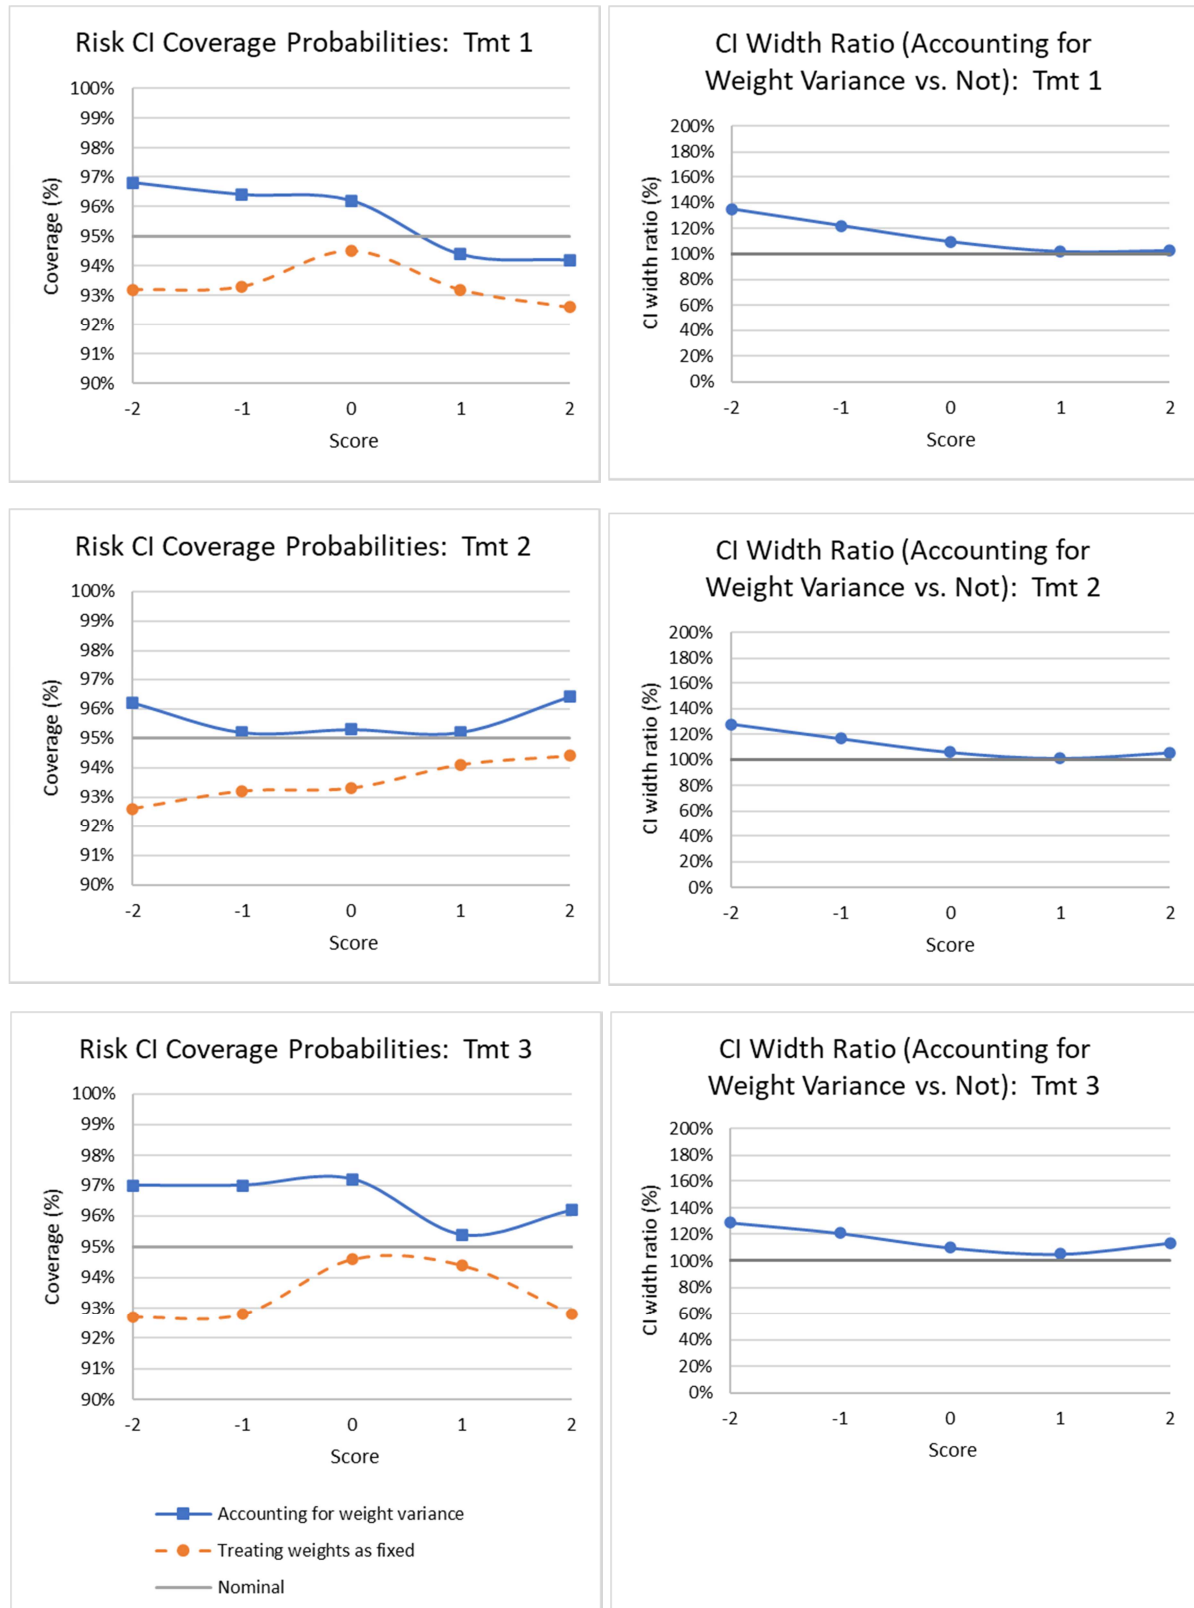 Risk CI Coverage Probabilities: Tmt 1
100%
99%
98%
97%
96%
95%
94%
93%
92%
91%
90%
Coverage (%)
-2 -1 0 1 2
Score
CI Width Ratio (Accounting for
Weight Variance vs. Not): Tmt 1
200%
180%
160%
140%
120%
100%
80%
60%
40%
20%
0%
CI width ratio (%)
-2 -1 0 1 2
Score
Risk CI Coverage Probabilities: Tmt 2
100%
99%
98%
97%
96%
95%
94%
93%
92%
91%
90%
Coverage (%)
-2 -1 0 1 2
Score
CI Width Ratio (Accounting for
Weight Variance vs. Not): Tmt 2
200%
180%
160%
140%
120%
100%
80%
60%
40%
20%
0%
CI width ratio (%)
-2 -1 0 1 2
Score
Risk CI Coverage Probabilities: Tmt 3
100%
99%
98%
97%
96%
95%
94%
93%
92%
91%
90%
Coverage (%)
-2 -1 0 1 2
Score
Accounting for weight variance
Treating weights as fixed
Nominal
CI Width Ratio (Accounting for
Weight Variance vs. Not): Tmt 3
200%
180%
160%
140%
120%
100%
80%
60%
40%
20%
0%
CI width ratio (%)
-2 -1 0 1 2
Score